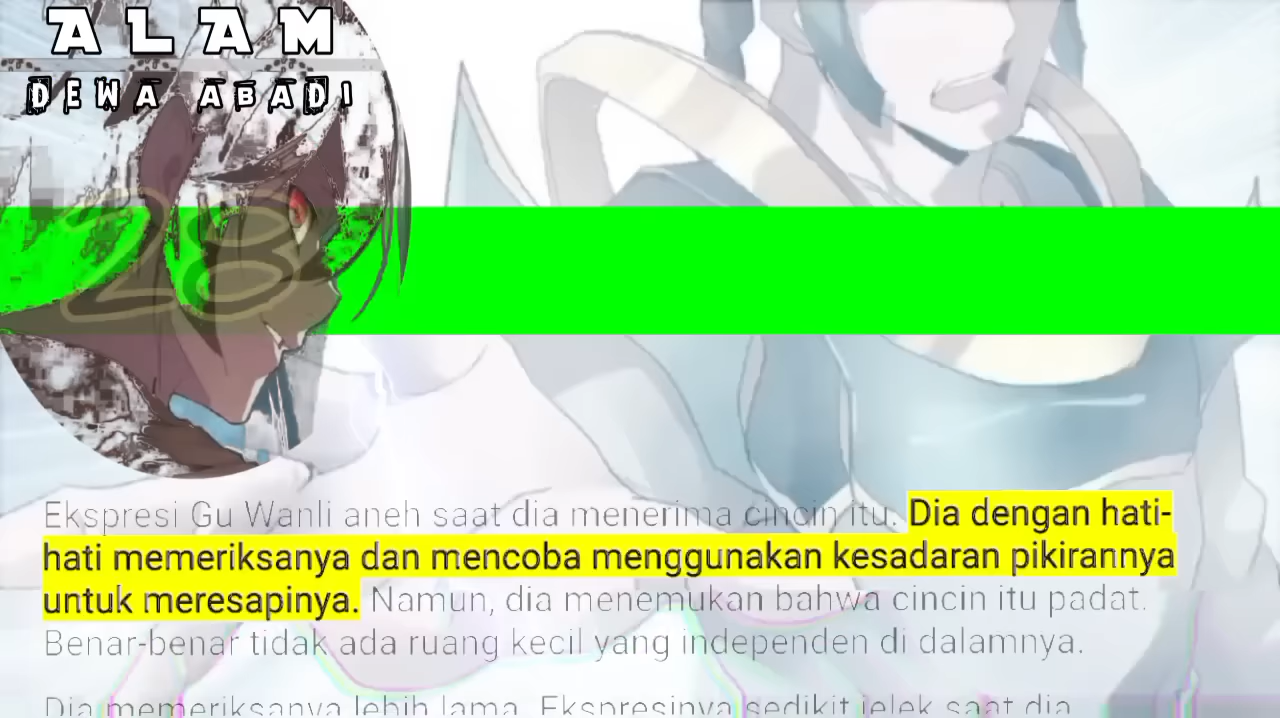 ALAM
DEWA ABADI
28
Ekspresi Gu Wanli aneh saat dia menerima cincin itu. Dia dengan hati-
hati memeriksanya dan mencoba menggunakan kesadaran pikirannya
untuk meresapinya. Namun, dia menemukan bahwa cincin itu padat.
Benar-benar tidak ada ruang kecil yang independen di dalamnya.
Dia memeriksanya lebih lama. Ekspresinya sedikit jelek saat dia